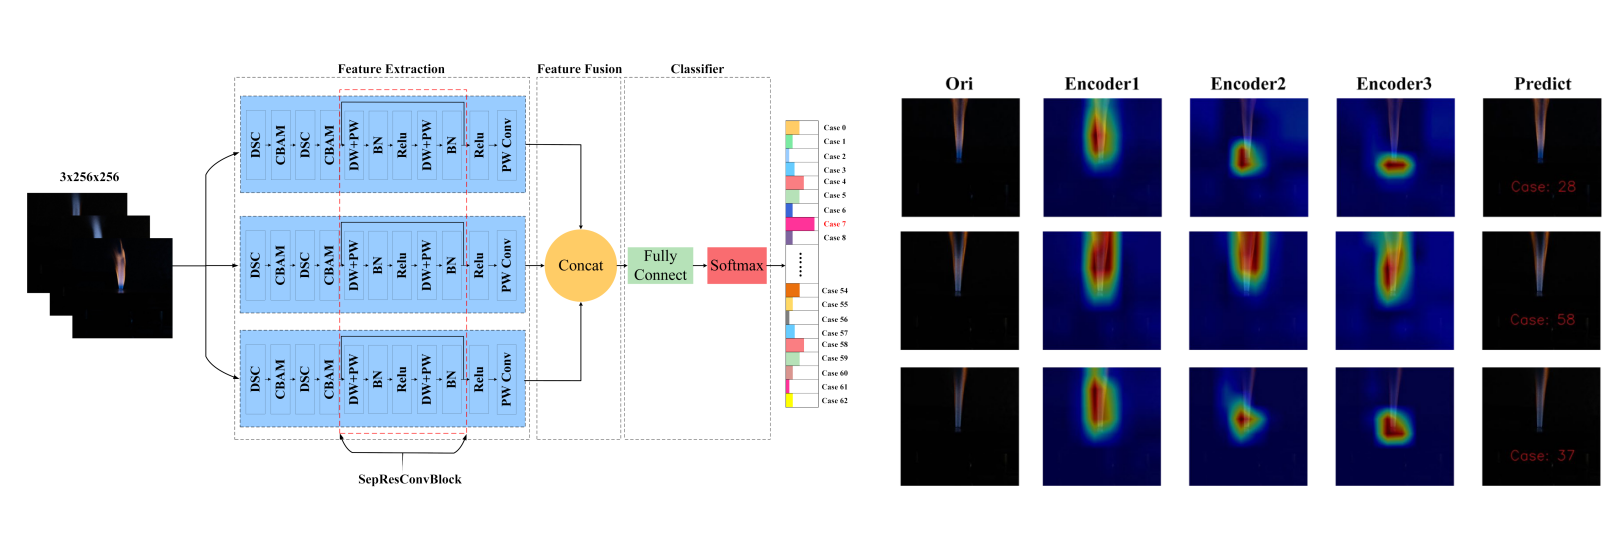 Feature Extraction
Feature Fusion
Classifier
3x256x256
DSC
CBAM
DSC
CBAM
DW+PW
BN
Relu
DW+PW
BN
Relu
PW Conv
DSC
CBAM
DSC
CBAM
DW+PW
BN
Relu
DW+PW
BN
Relu
PW Conv
DSC
CBAM
DSC
CBAM
DW+PW
BN
Relu
DW+PW
BN
Relu
PW Conv
SepResConvBlock
Concat
Fully
Connect
Softmax
Case 0
Case 1
Case 2
Case 3
Case 4
Case 5
Case 6
Case 7
Case 8
Case 54
Case 55
Case 56
Case 57
Case 58
Case 59
Case 60
Case 61
Case 62
Ori
Encoder1
Encoder2
Encoder3
Predict
Case: 28
Case: 58
Case: 37